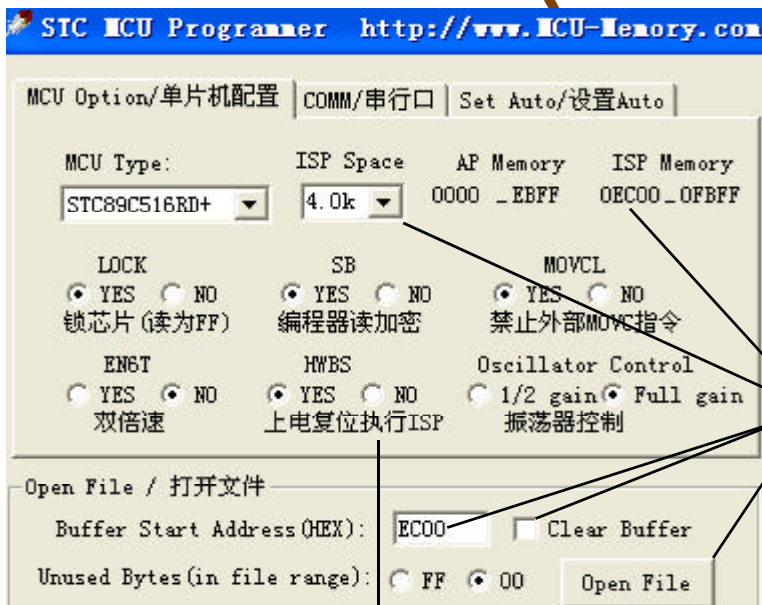 STC MCU Programmer http://www.MCU-Memory.com
MCU Option/单片机配置 COMM/串行口 Set Auto/设置Auto
MCU Type: ISP Space AP Memory ISP Memory
STC89C516RD+ 4.0k 0000 _ EBFF 0EC00 _ 0FBFF
LOCK SB MOVCL
YES NO YES NO YES NO
锁芯片(读为FF) 编程器读加密 禁止外部MOVC指令
EN6T HWBS Oscillator Control
YES NO YES NO 1/2 gain Full gain
双倍速 上电复位执行ISP 振荡器控制
Open File / 打开文件
Buffer Start Address(HEX): EC00 Clear Buffer
Unused Bytes(in file range): FF 00 Open File